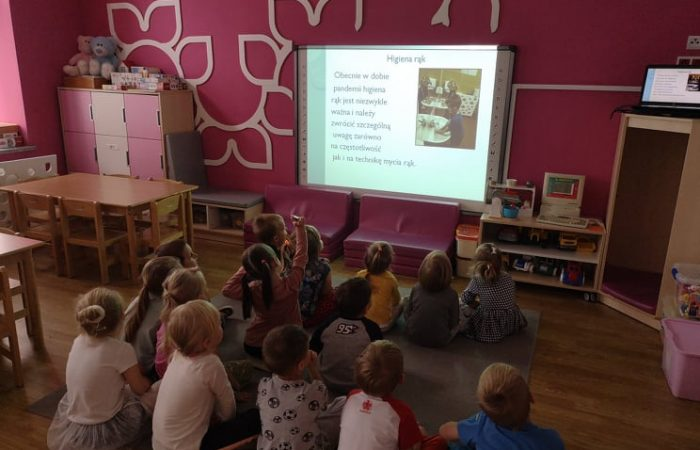 Higiena rąk
Obecnie w dobie
pandemii higiena
rąk jest niezwykle
ważna i należy
zwrócić szczególną
uwagę zarówno
na częstotliwość
jak i na technikę mycia rąk.
95